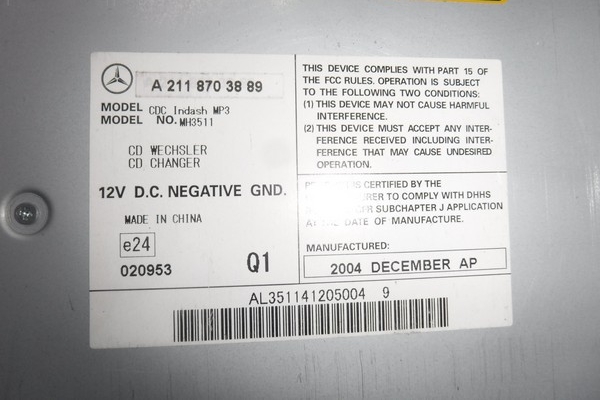 A 211 870 38 89
MODEL CDC Indash MP3
MODEL NO. MH3511
CD WECHSLER
CD CHANGER
12V D.C. NEGATIVE GND.
MADE IN CHINA
e24
020953 Q1
THIS DEVICE COMPLIES WITH PART 15 OF
THE FCC RULES. OPERATION IS SUBJECT
TO THE FOLLOWING TWO CONDITIONS:
(1) THIS DEVICE MAY NOT CAUSE HARMFUL
INTERFERENCE.
(2) THIS DEVICE MUST ACCEPT ANY INTER-
FERENCE RECEIVED INCLUDING INTER-
FERENCE THAT MAY CAUSE UNDESIRED
OPERATION.
IS CERTIFIED BY THE
TO COMPLY WITH DHHS
SUBCHAPTER J APPLICATION
DATE OF MANUFACTURE.
MANUFACTURED:
2004 DECEMBER AP
AL351141205004 9